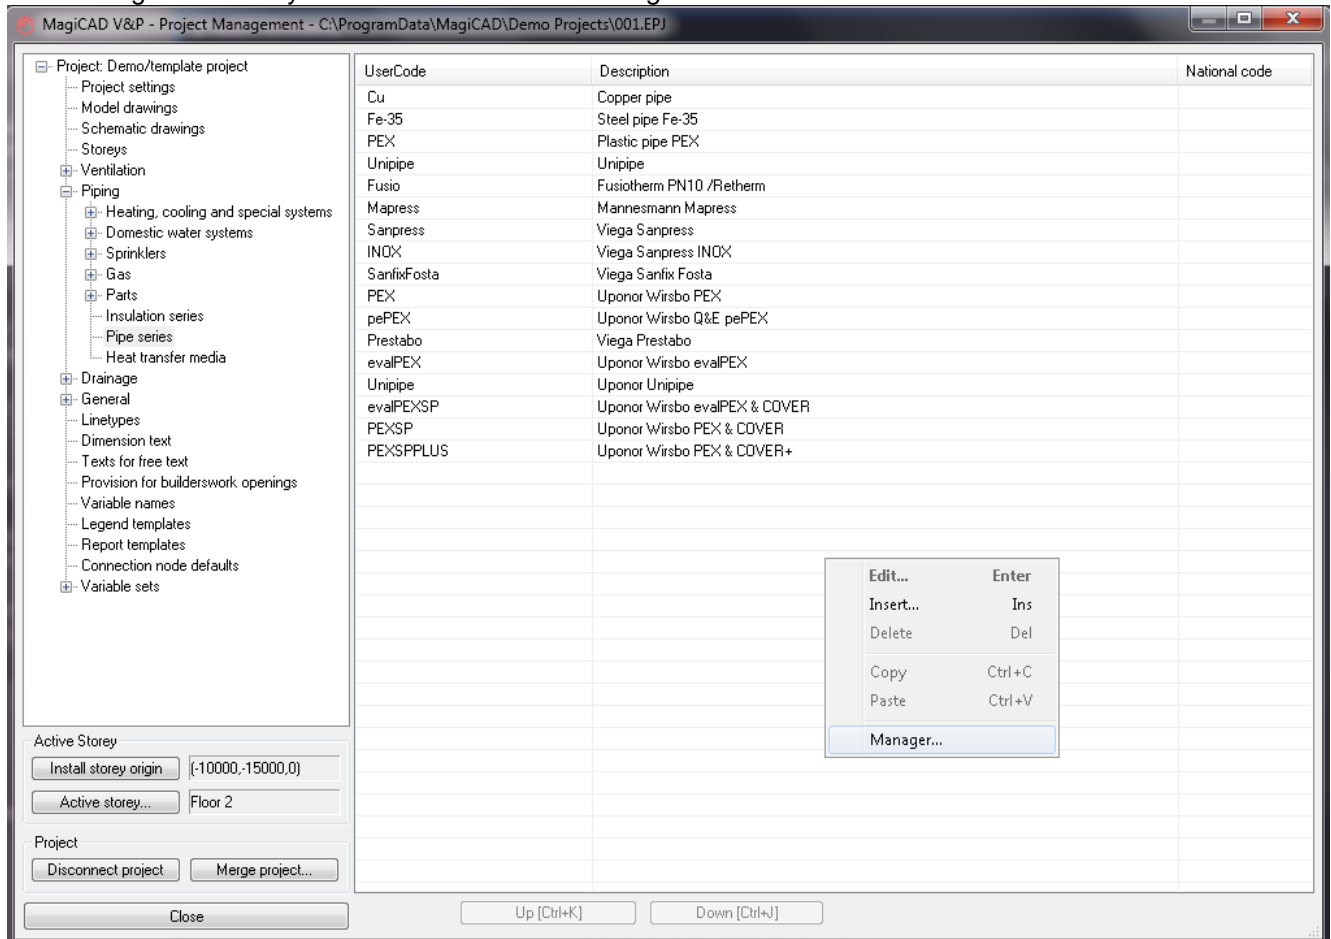 MagiCAD V&P - Project Management - C:\ProgramData\MagiCAD\Demo Projects\001.EPJ
Project: Demo/template project
Project settings
Model drawings
Schematic drawings
Storeys
Ventilation
Piping
Heating, cooling and special systems
Domestic water systems
Sprinklers
Gas
Parts
Insulation series
Pipe series
Heat transfer media
Drainage
General
Linetypes
Dimension text
Texts for free text
Provision for builderswork openings
Variable names
Legend templates
Report templates
Connection node defaults
Variable sets
Active Storey
Install storey origin (-10000,-15000,0)
Active storey... Floor 2
Project
Disconnect project Merge project...
Close
UserCode Description National code
Cu Copper pipe
Fe-35 Steel pipe Fe-35
PEX Plastic pipe PEX
Unipipe Unipipe
Fusio Fusiotherm PN10 /Retherm
Mapress Mannesmann Mapress
Sanpress Viega Sanpress
INOX Viega Sanpress INOX
SanfixFosta Viega Sanfix Fosta
PEX Uponor Wirsbo PEX
pePEX Uponor Wirsbo Q&E pePEX
Prestabo Viega Prestabo
evalPEX Uponor Wirsbo evalPEX
Unipipe Uponor Unipipe
evalPEXSP Uponor Wirsbo evalPEX & COVER
PEXSP Uponor Wirsbo PEX & COVER
PEXSPPLUS Uponor Wirsbo PEX & COVER+
Edit... Enter
Insert... Ins
Delete Del
Copy Ctrl+C
Paste Ctrl+V
Manager...
Up [Ctrl+K] Down [Ctrl+J]